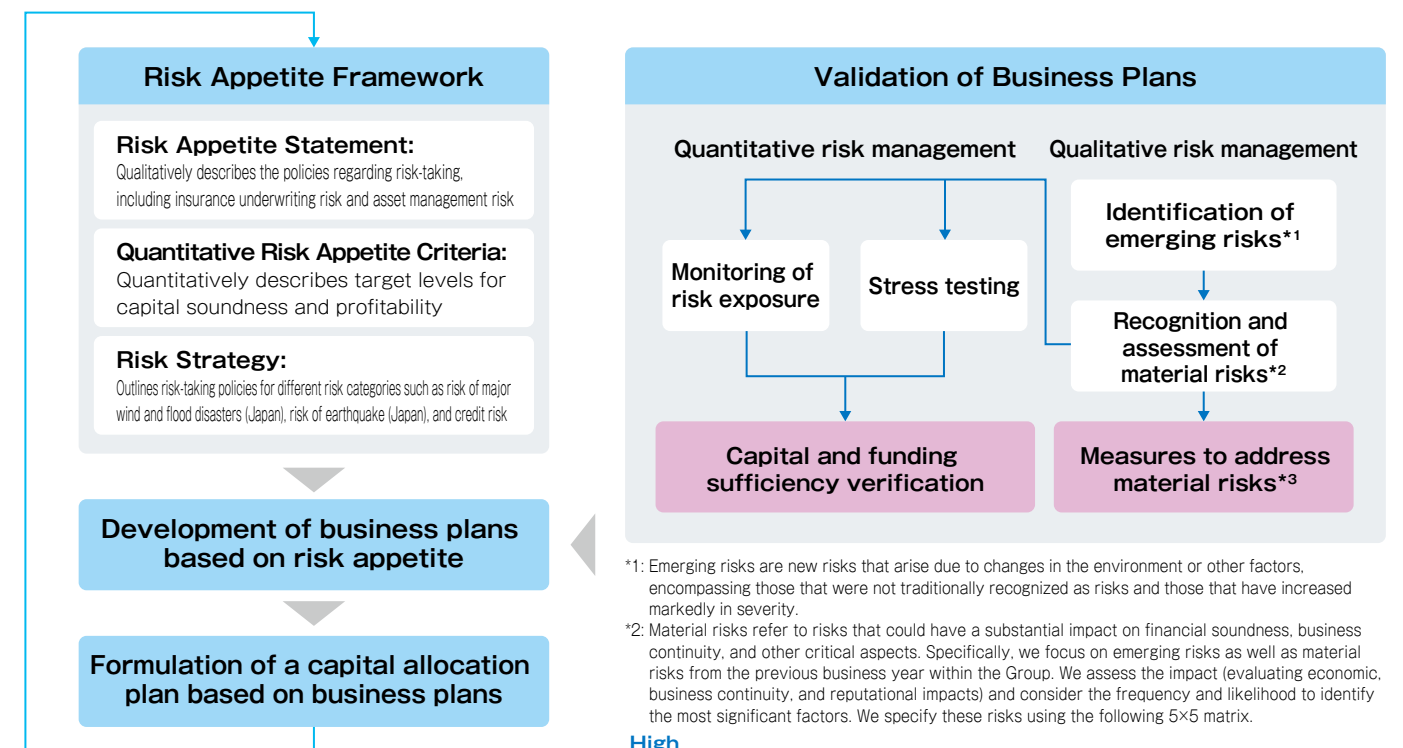 Risk Appetite Framework
Risk Appetite Statement:
Qualitatively describes the policies regarding risk-taking,
including insurance underwriting risk and asset management risk
Quantitative Risk Appetite Criteria:
Quantitatively describes target levels for
capital soundness and profitability
Risk Strategy:
Outlines risk-taking policies for different risk categories such as risk of major
wind and flood disasters (Japan), risk of earthquake (Japan), and credit risk
Development of business plans
based on risk appetite
Formulation of a capital allocation
plan based on business plans
Validation of Business Plans
Quantitative risk management
Qualitative risk management
Monitoring of
risk exposure
Stress testing
Identification of
emerging risks*1
Recognition and
assessment of
material risks*2
Capital and funding
sufficiency verification
Measures to address
material risks*3
*1: Emerging risks are new risks that arise due to changes in the environment or other factors,
encompassing those that were not traditionally recognized as risks and those that have increased
markedly in severity.
*2: Material risks refer to risks that could have a substantial impact on financial soundness, business
continuity, and other critical aspects. Specifically, we focus on emerging risks as well as material
risks from the previous business year within the Group. We assess the impact (evaluating economic,
business continuity, and reputational impacts) and consider the frequency and likelihood to identify
the most significant factors. We specify these risks using the following 5×5 matrix.
High